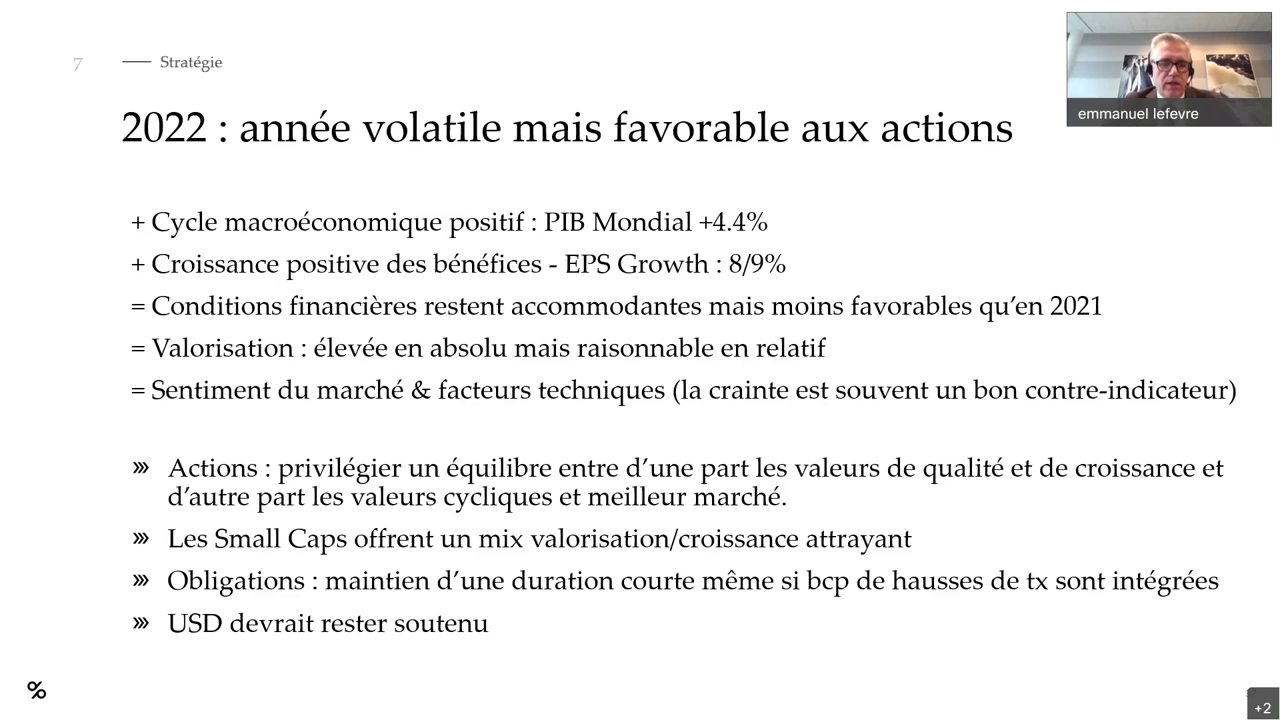 7
Stratégie
emmanuel lefevre
2022 : année volatile mais favorable aux actions
+ Cycle macroéconomique positif : PIB Mondial +4.4%
+ Croissance positive des bénéfices - EPS Growth : 8/9%
= Conditions financières restent accommodantes mais moins favorables qu’en 2021
= Valorisation : élevée en absolu mais raisonnable en relatif
= Sentiment du marché & facteurs techniques (la crainte est souvent un bon contre-indicateur)
» Actions : privilégier un équilibre entre d’une part les valeurs de qualité et de croissance et
d’autre part les valeurs cycliques et meilleur marché.
» Les Small Caps offrent un mix valorisation/croissance attrayant
» Obligations : maintien d’une duration courte même si bcp de hausses de tx sont intégrées
» USD devrait rester soutenu
%
+2